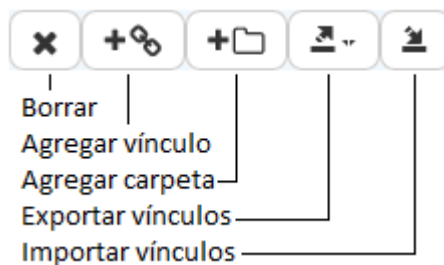 Borrar
Agregar vínculo
Agregar carpeta
Exportar vínculos
Importar vínculos